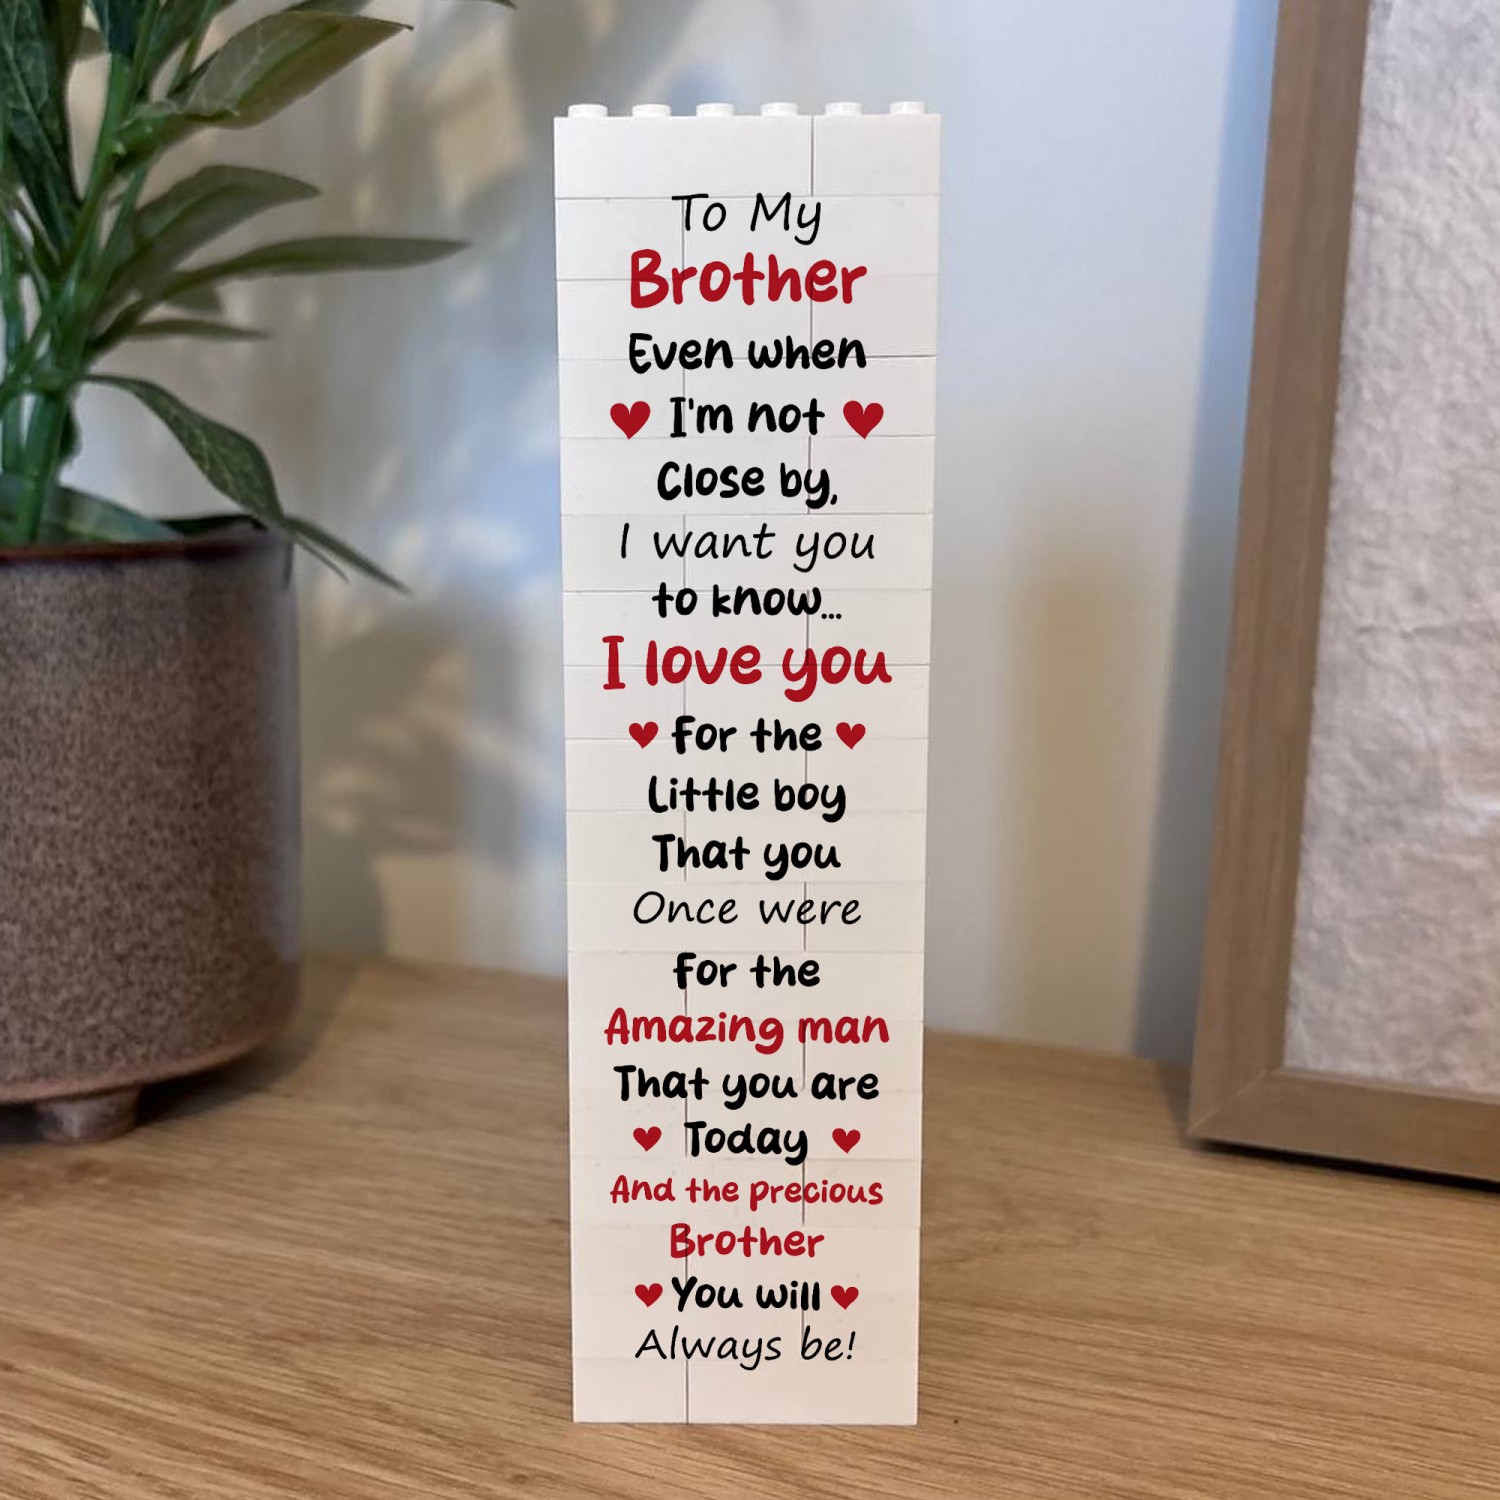 To My
Brother
Even when
I'm not
Close by,
I want you
to know...
I love you
For the
Little boy
That you
Once were
For the
Amazing man
That you are
Today
And the precious
Brother
You will
Always be!